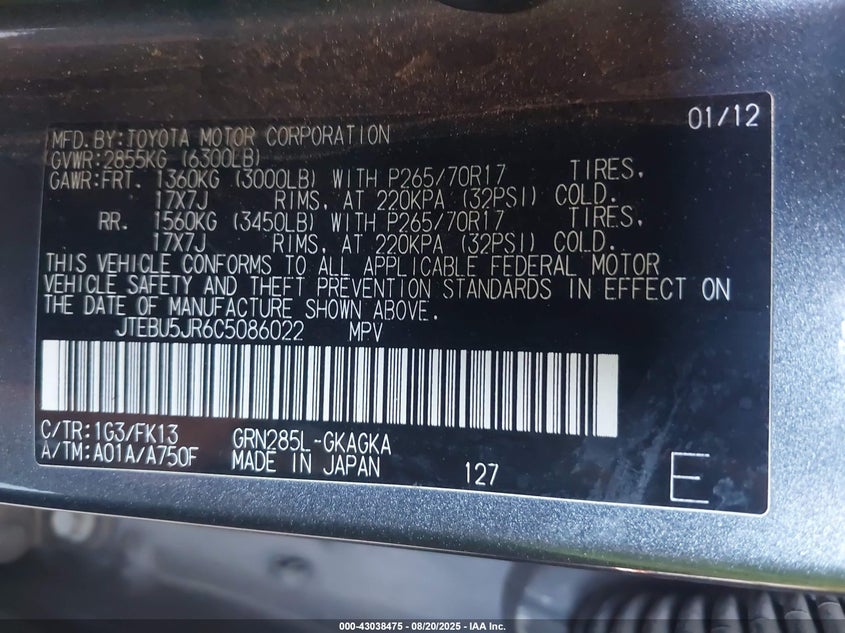 01/12
MFD. BY: TOYOTA MOTOR CORPORATION
GVWR: 2855KG (6300LB)
GAWR: FRT. 1360KG (3000LB) WITH P265/70R17 TIRES,
17X7J RIMS, AT 220KPA (32PSI) COLD.
RR. 1560KG (3450LB) WITH P265/70R17 TIRES,
17X7J RIMS, AT 220KPA (32PSI) COLD.
THIS VEHICLE CONFORMS TO ALL APPLICABLE FEDERAL MOTOR
VEHICLE SAFETY AND THEFT PREVENTION STANDARDS IN EFFECT ON
THE DATE OF MANUFACTURE SHOWN ABOVE.
JTEBU5JR6C5086022 MPV
C/TR: 1G3/FK13 GRN285L-GKAGKA
A/TM: A01A/A750F MADE IN JAPAN 127 E
000-43038475 - 08/20/2025 - IAA Inc.